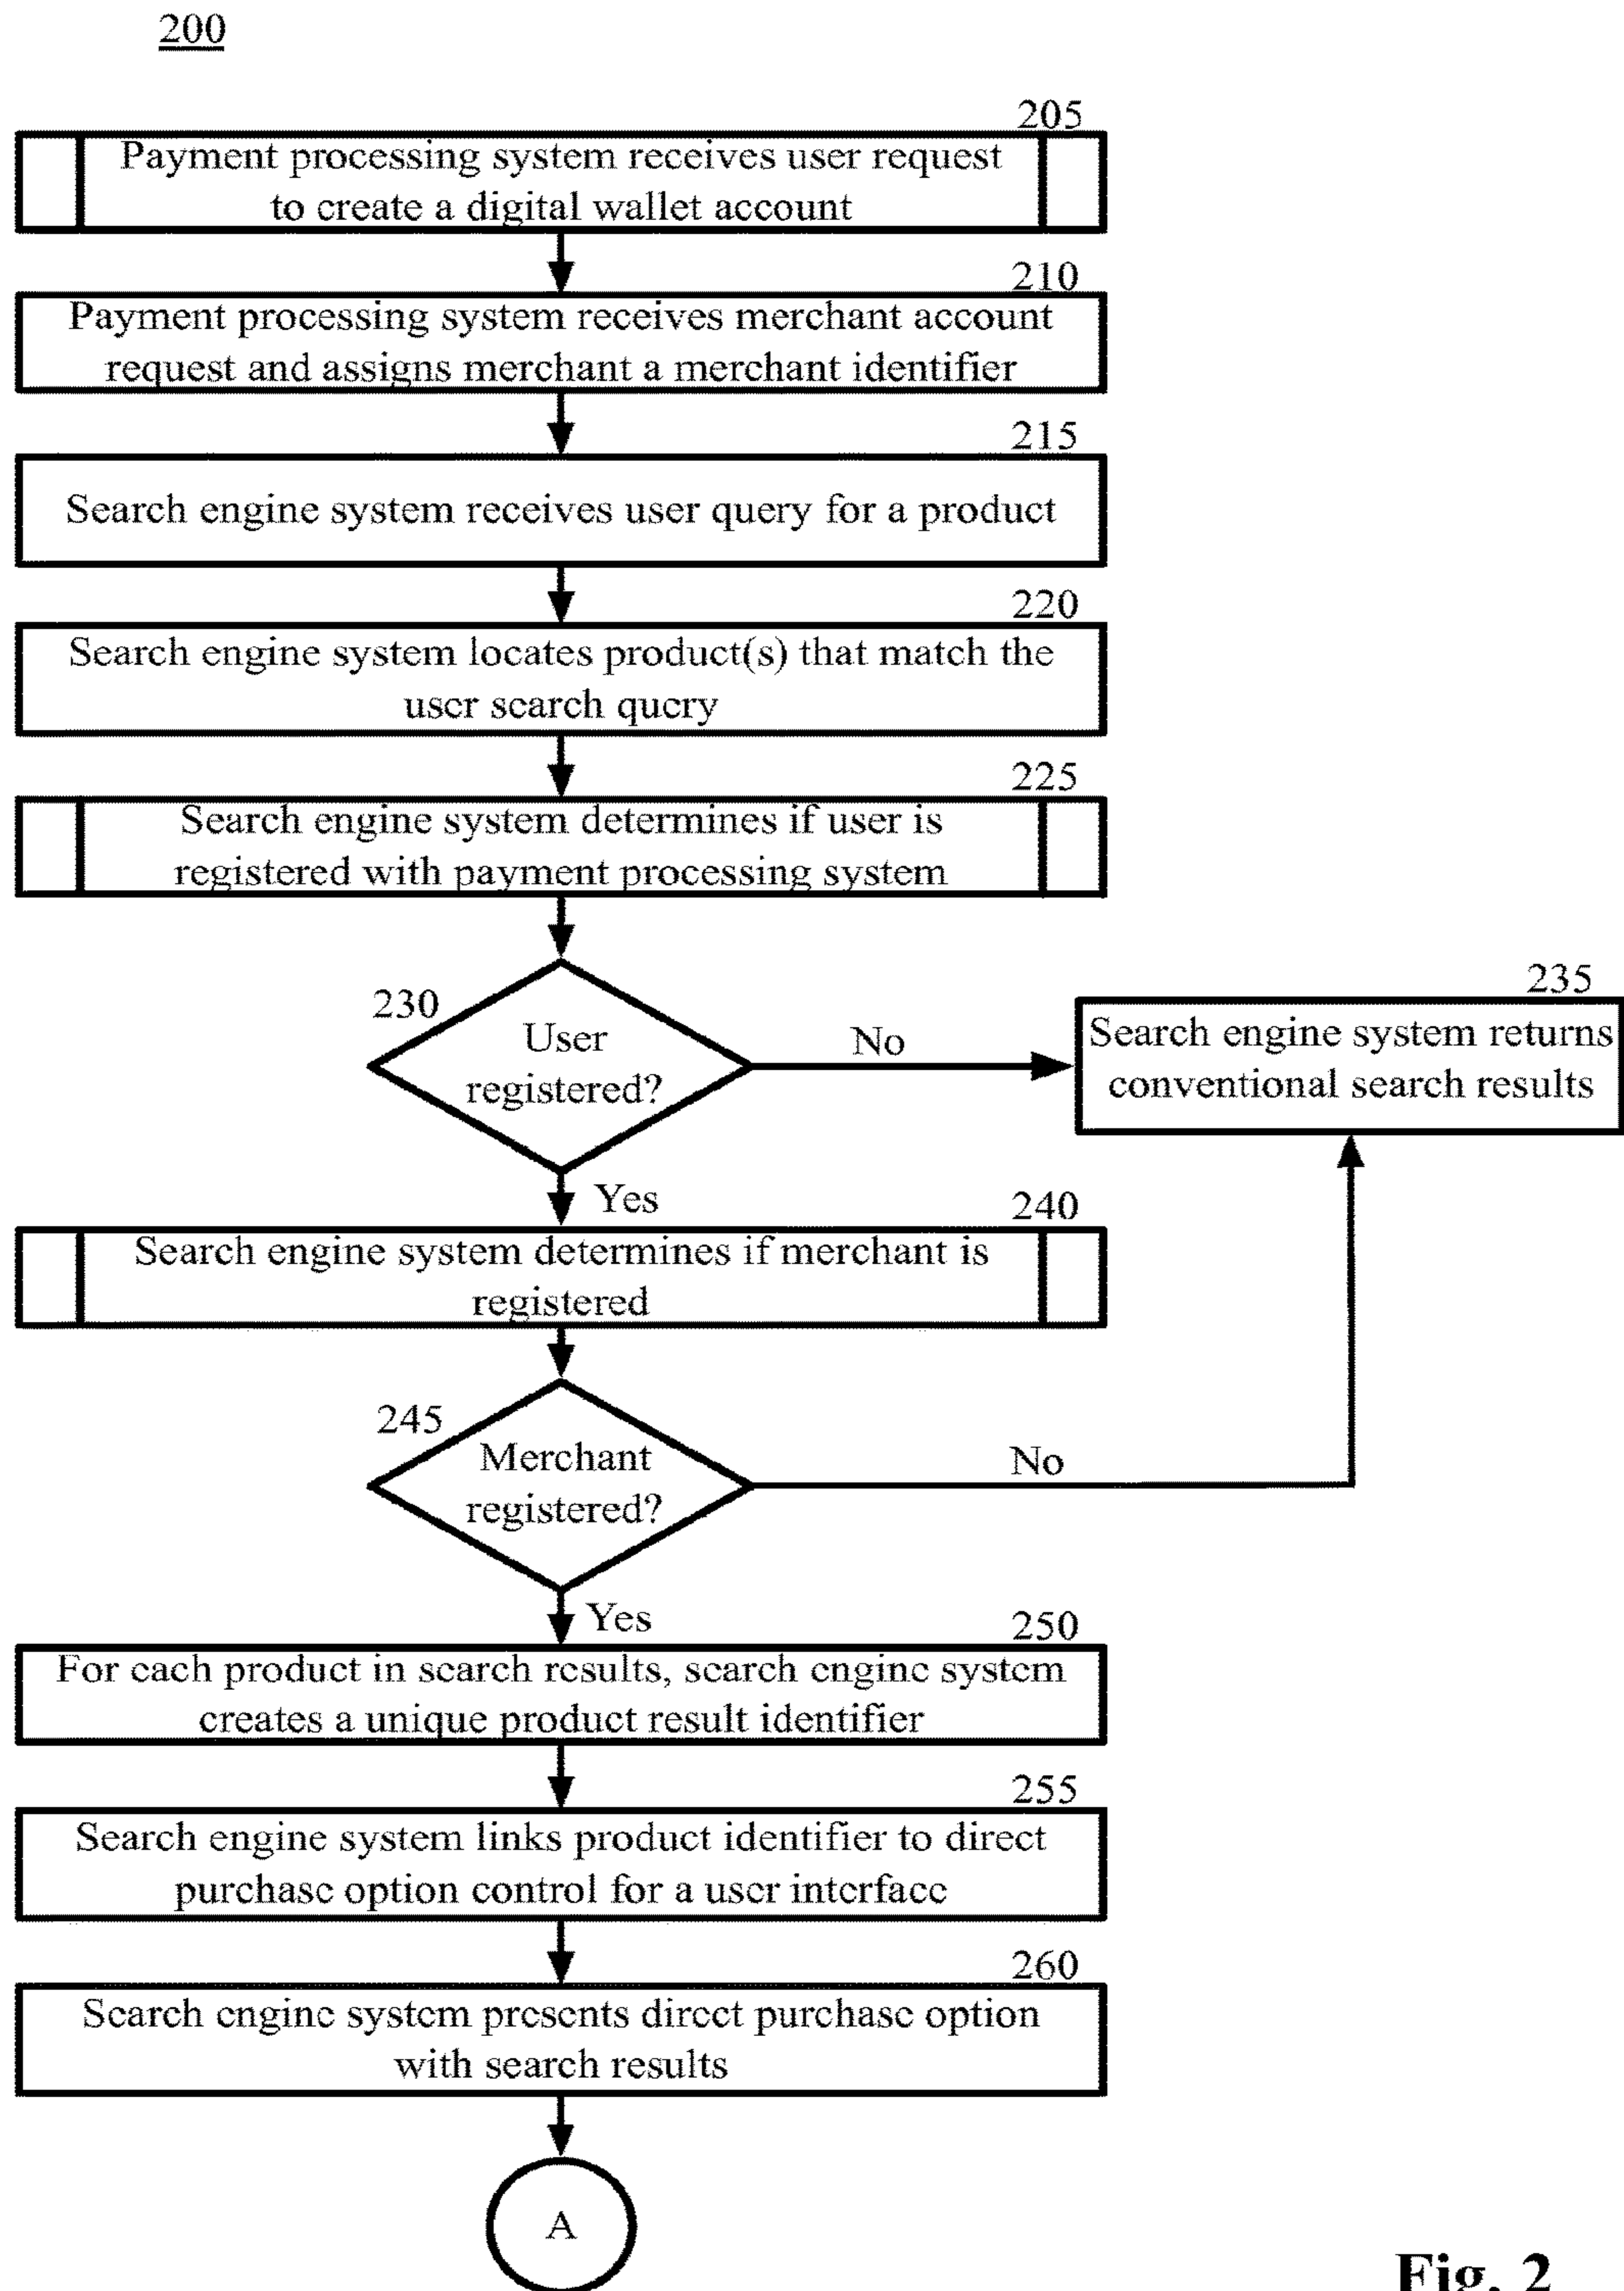 200
205
Payment processing system receives user request
to create a digital wallet account
210
Payment processing system receives merchant account
request and assigns merchant a merchant identifier
215
Search engine system receives user query for a product
220
Search engine system locates product(s) that match the
user search query
225
Search engine system determines if user is
registered with payment processing system
230
User
registered?
No
235
Search engine system returns
conventional search results
Yes
240
Search engine system determines if merchant is
registered
245
Merchant
registered?
No
Yes
250
For each product in search results, search engine system
creates a unique product result identifier
255
Search engine system links product identifier to direct
purchase option control for a user interface
260
Search engine system presents direct purchase option
with search results
A
Fig. 2